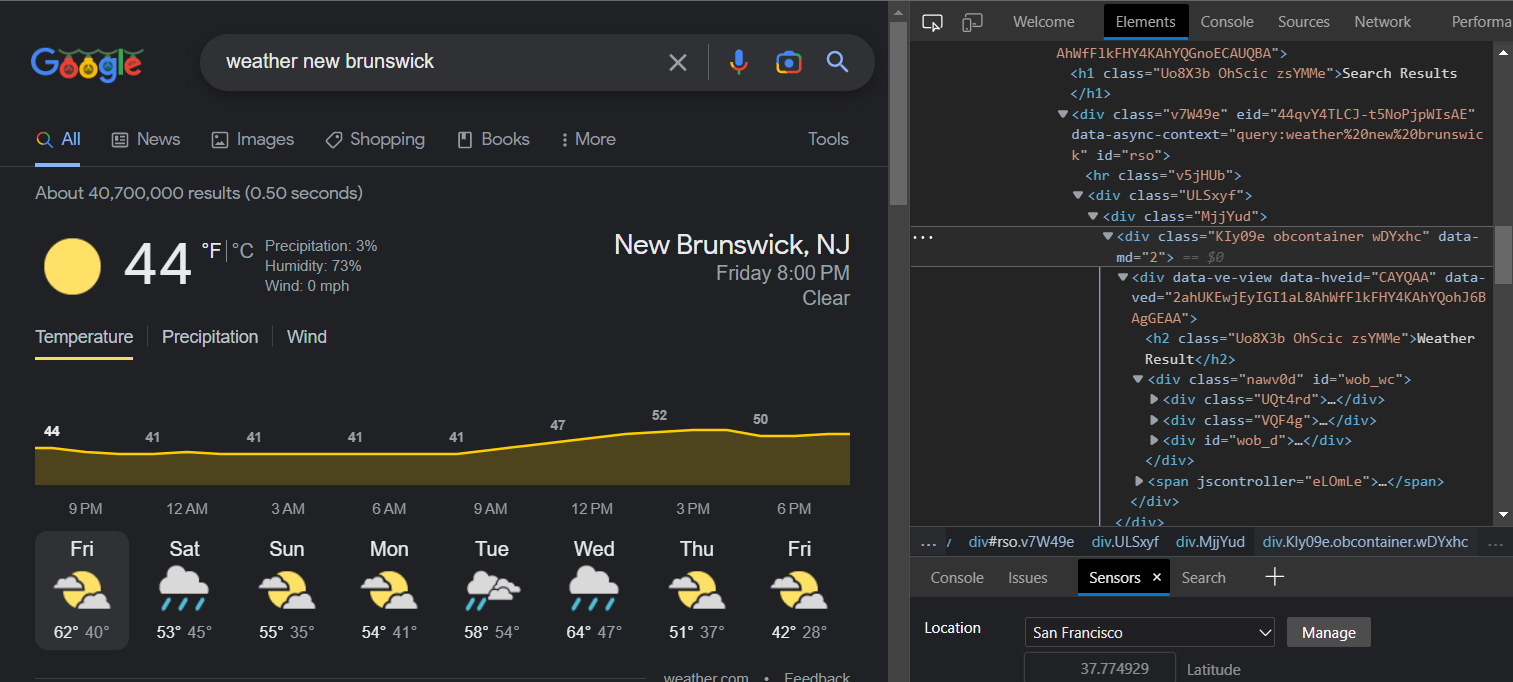 Google
weather new brunswick
All News Images Shopping Books More Tools
About 40,700,000 results (0.50 seconds)
44 °F °C
Precipitation: 3%
Humidity: 73%
Wind: 0 mph
New Brunswick, NJ
Friday 8:00 PM
Clear
Temperature Precipitation Wind
44 41 41 41 41 47 52 50
9 PM 12 AM 3 AM 6 AM 9 AM 12 PM 3 PM 6 PM
Fri Sat Sun Mon Tue Wed Thu Fri
62° 40° 53° 45° 55° 35° 54° 41° 58° 54° 64° 47° 51° 37° 42° 28°
weather.com • Feedback
Welcome Elements Console Sources Network Performa
AhWfFlkFHY4KAhYQGnoECAUQBA">
<h1 class="Uo8X3b OhScic zsYMMe">Search Results
</h1>
<div class="v7W49e" eid="44qvY4TLCJ-t5NoPjpWIsAE"
data-async-context="query:weather%20new%20brunswic
k" id="rso">
<hr class="v5jHUb">
<div class="ULSxyf">
<div class="MjjYud">
... <div class="KIy09e obcontainer wDYxhc" data-
md="2"> == $0
<div data-ve-view data-hveid="CAYQAA" data-
ved="2ahUKEwjEyIGI1aL8AhWfFlkFHY4KAhYQohJ6B
AgGEAA">
<h2 class="Uo8X3b OhScic zsYMMe">Weather
Result</h2>
<div class="nawv0d" id="wob_wc">
<div class="UQt4rd">…</div>
<div class="VQF4g">…</div>
<div id="wob_d">…</div>
</div>
<span jscontroller="eLOmLe">…</span>
</div>
</div>
... div#rso.v7W49e div.ULSxyf div.MjjYud div.KIy09e.obcontainer.wDYxhc ...
Console Issues Sensors × Search +
Location San Francisco Manage
37.774929 Latitude